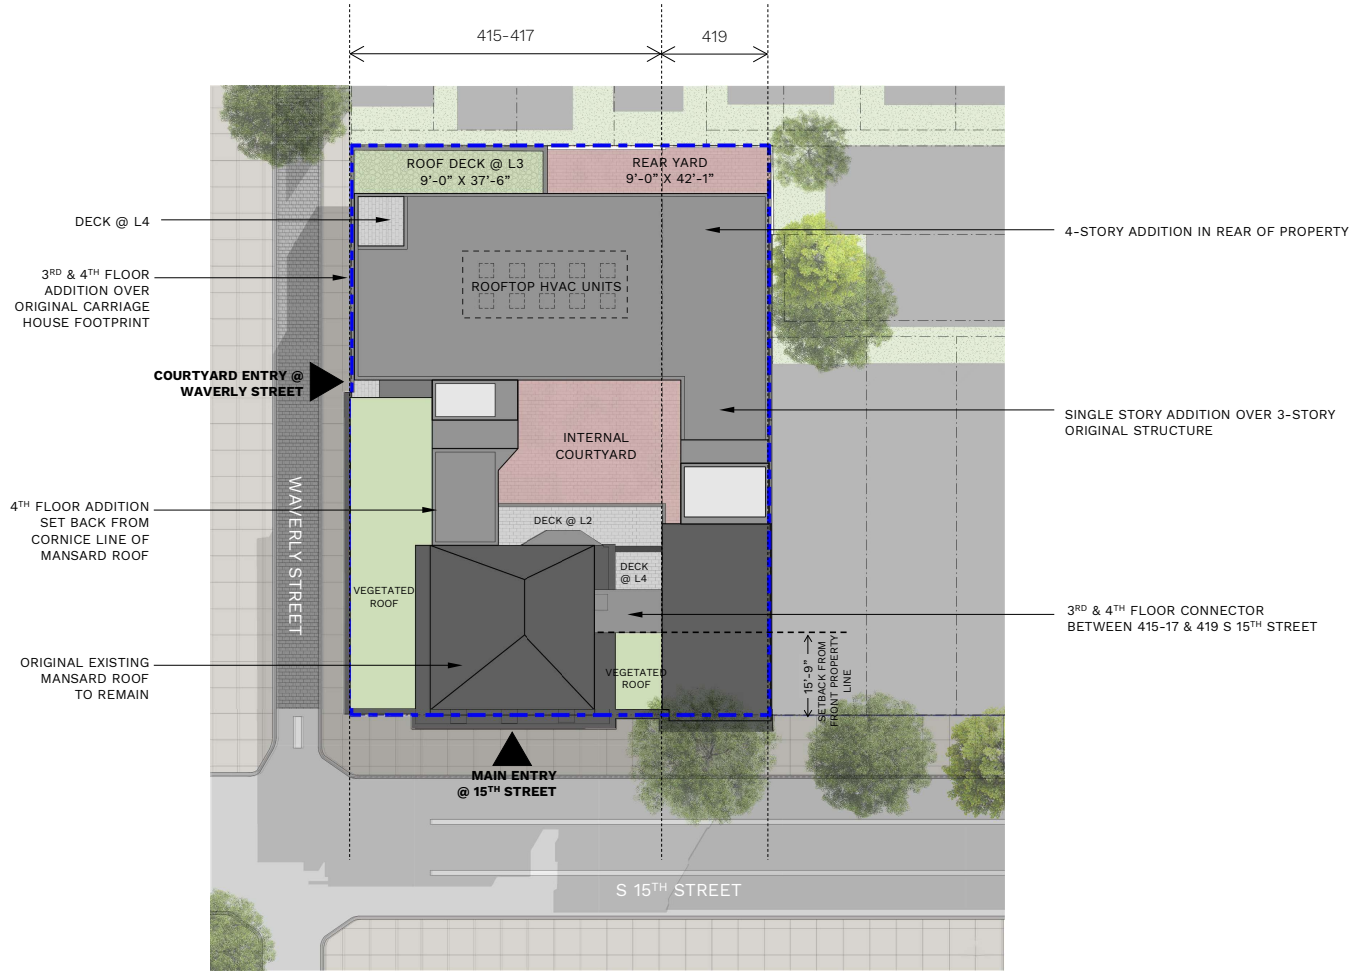 415-417
419
ROOF DECK @ L3
9'-0" X 37'-6"
REAR YARD
9'-0" X 42'-1"
DECK @ L4
4-STORY ADDITION IN REAR OF PROPERTY
3RD & 4TH FLOOR
ADDITION OVER
ORIGINAL CARRIAGE
HOUSE FOOTPRINT
ROOFTOP HVAC UNITS
COURTYARD ENTRY @
WAVERLY STREET
SINGLE STORY ADDITION OVER 3-STORY
ORIGINAL STRUCTURE
INTERNAL
COURTYARD
WAVERLY STREET
4TH FLOOR ADDITION
SET BACK FROM
CORNICE LINE OF
MANSARD ROOF
DECK @ L2
DECK
@ L4
VEGETATED
ROOF
3RD & 4TH FLOOR CONNECTOR
BETWEEN 415-17 & 419 S 15TH STREET
ORIGINAL EXISTING
MANSARD ROOF
TO REMAIN
VEGETATED
ROOF
15'-9"
SETBACK FROM
FRONT PROPERTY
LINE
MAIN ENTRY
@ 15TH STREET
S 15TH STREET